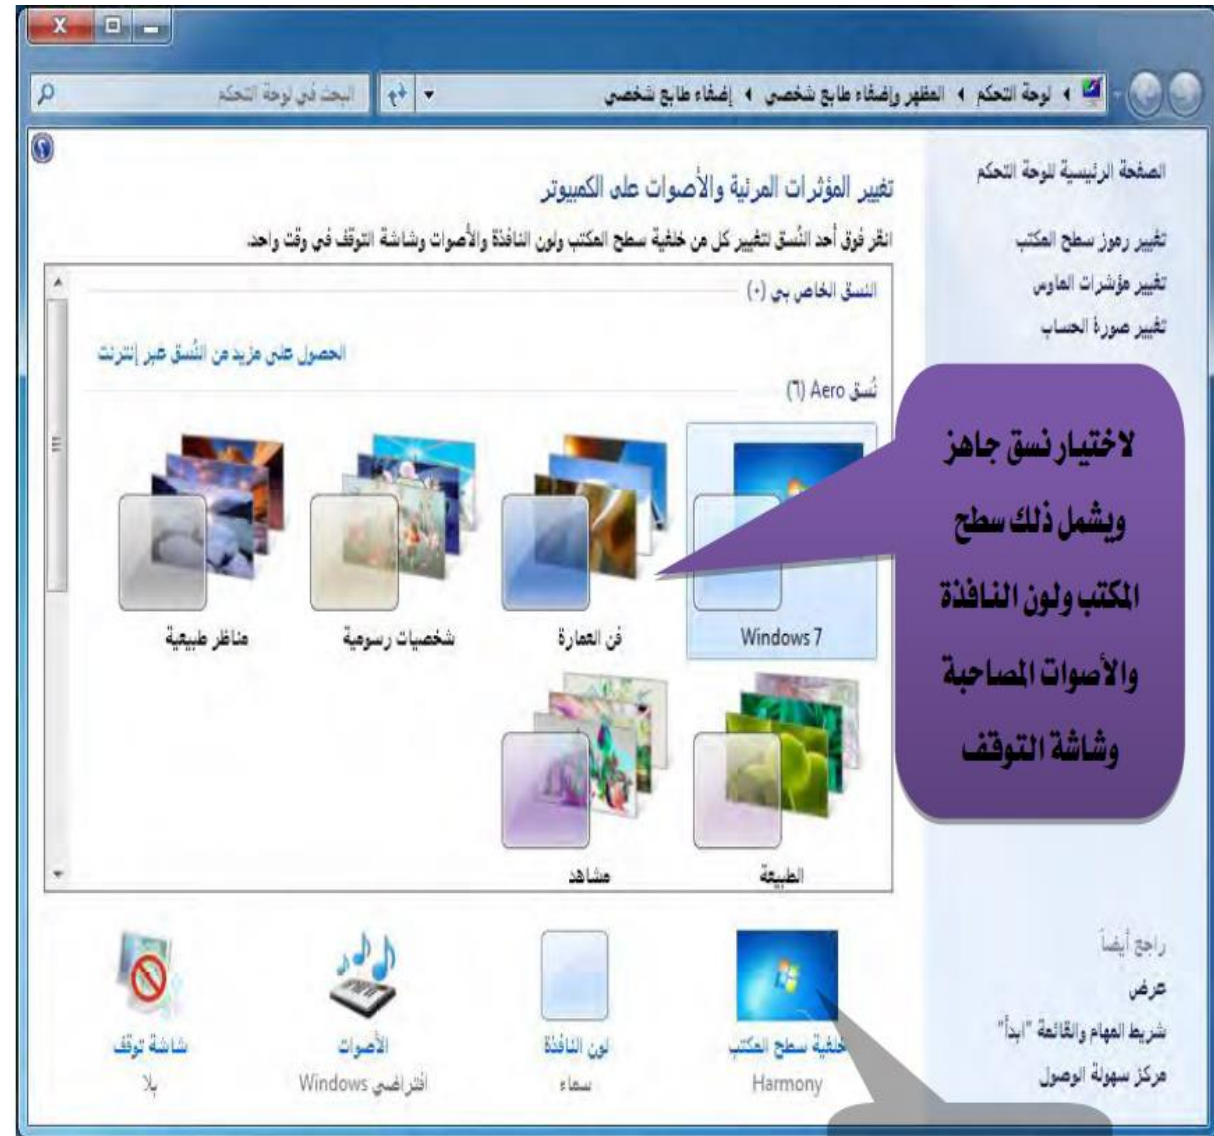 لوحة التحكم
المظهر وإضفاء طابع شخصي
إضفاء طابع شخصي
البحث في لوحة التحكم
الصفحة الرئيسية للوحة التحكم
تغيير رموز سطح المكتب
تغيير مؤشرات الماوس
تغيير صورة الحساب
تغيير المؤثرات المرئية والأصوات على الكمبيوتر
انقر فوق أحد النُسق لتغيير كل من خلفية سطح المكتب ولون النافذة والأصوات وشاشة التوقف في وقت واحد.
النسق الخاص بي (٠)
الحصول على مزيد من النُسق عبر إنترنت
نُسق Aero (٦)
Windows 7
فن العمارة
شخصيات رسومية
مناظر طبيعية
الطبيعة
مشاهد
لاختيار نسق جاهز
ويشمل ذلك سطح
المكتب ولون النافذة
والأصوات المصاحبة
وشاشة التوقف
خلفية سطح المكتب
Harmony
لون النافذة
سماء
الأصوات
افتراضي Windows
شاشة توقف
بلا
راجع أيضاً
عرض
شريط المهام والقائمة "ابدأ"
مركز سهولة الوصول